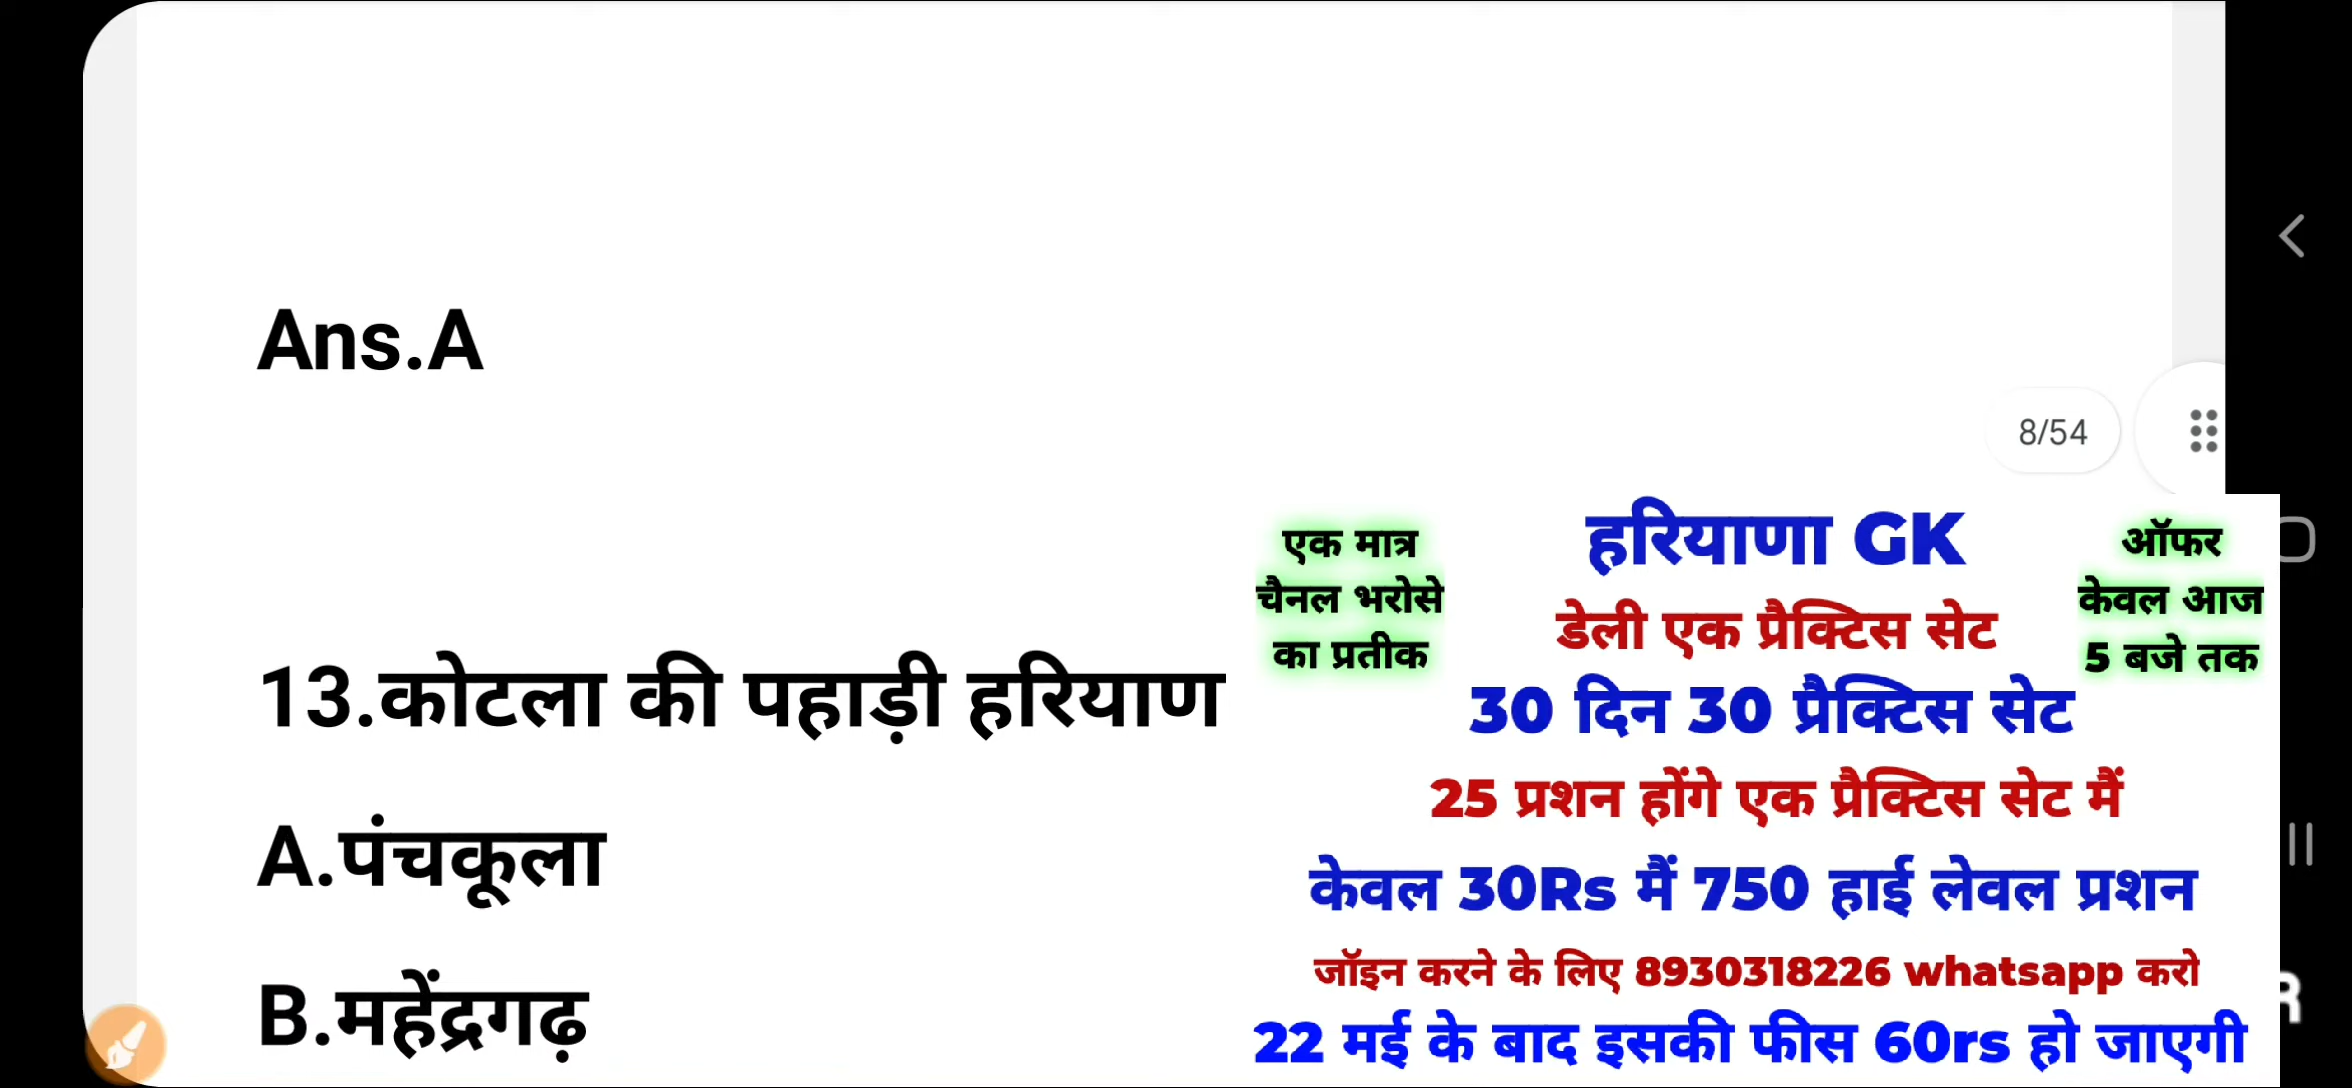 Ans.A
8/54
13.कोटला की पहाड़ी हरियाण
A.पंचकूला
B.महेंद्रगढ़
एक मात्र
चैनल भरोसे
का प्रतीक
हरियाणा GK
ऑफर
केवल आज
5 बजे तक
डेली एक प्रैक्टिस सेट
30 दिन 30 प्रैक्टिस सेट
25 प्रशन होंगे एक प्रैक्टिस सेट मैं
केवल 30Rs मैं 750 हाई लेवल प्रशन
जॉइन करने के लिए 8930318226 whatsapp करो
22 मई के बाद इसकी फीस 60rs हो जाएगी